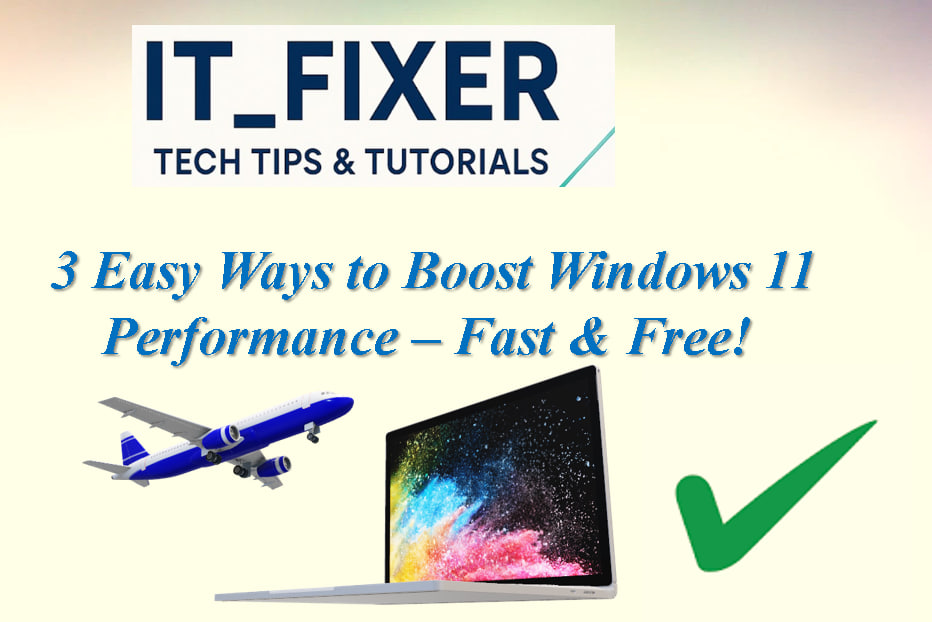 IT_FIXER
TECH TIPS & TUTORIALS
3 Easy Ways to Boost Windows 11
Performance – Fast & Free!